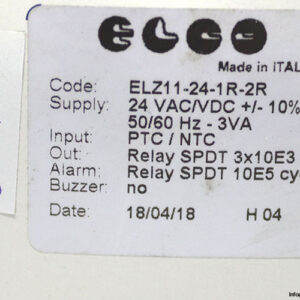 ELCO
Made in ITAL
Code: ELZ11-24-1R-2R
Supply: 24 VAC/VDC +/- 10%
50/60 Hz - 3VA
Input: PTC / NTC
Out: Relay SPDT 3x10E3
Alarm: Relay SPDT 10E5 cy
Buzzer: no
Date: 18/04/18 H 04